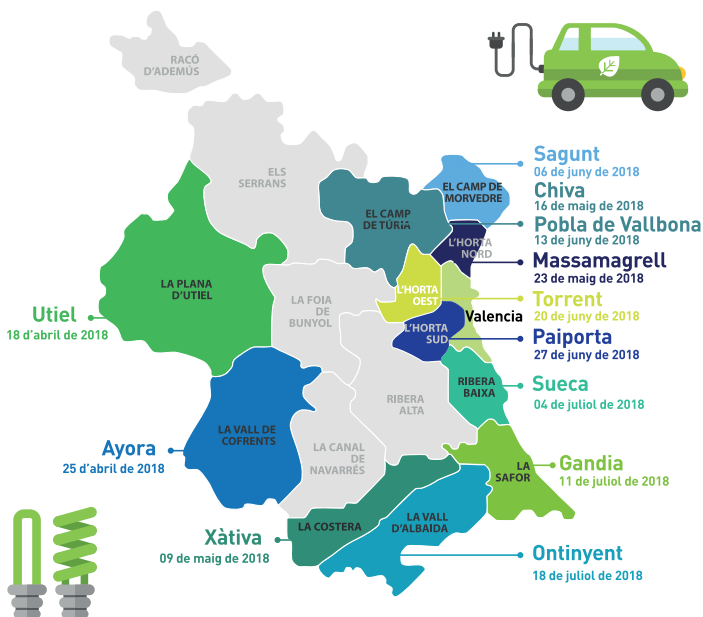 RACÓ
D'ADEMÚS
ELS
SERRANS
EL CAMP DE
MORVEDRE
EL CAMP
DE TÚRIA
L'HORTA
NORD
LA PLANA
D'UTIEL
LA FOIA
DE
BUNYOL
L'HORTA
OEST
Valencia
L'HORTA
SUD
RIBERA
BAIXA
RIBERA
ALTA
LA VALL DE
COFRENTS
LA CANAL
DE
NAVARRÉS
LA
SAFOR
LA COSTERA
LA VALL
D'ALBAIDA
Sagunt
06 de juny de 2018
Chiva
16 de maig de 2018
Pobla de Vallbona
13 de juny de 2018
Massamagrell
23 de maig de 2018
Torrent
20 de juny de 2018
Paiporta
27 de juny de 2018
Sueca
04 de juliol de 2018
Gandia
11 de juliol de 2018
Ontinyent
18 de juliol de 2018
Utiel
18 d'abril de 2018
Ayora
25 d'abril de 2018
Xàtiva
09 de maig de 2018